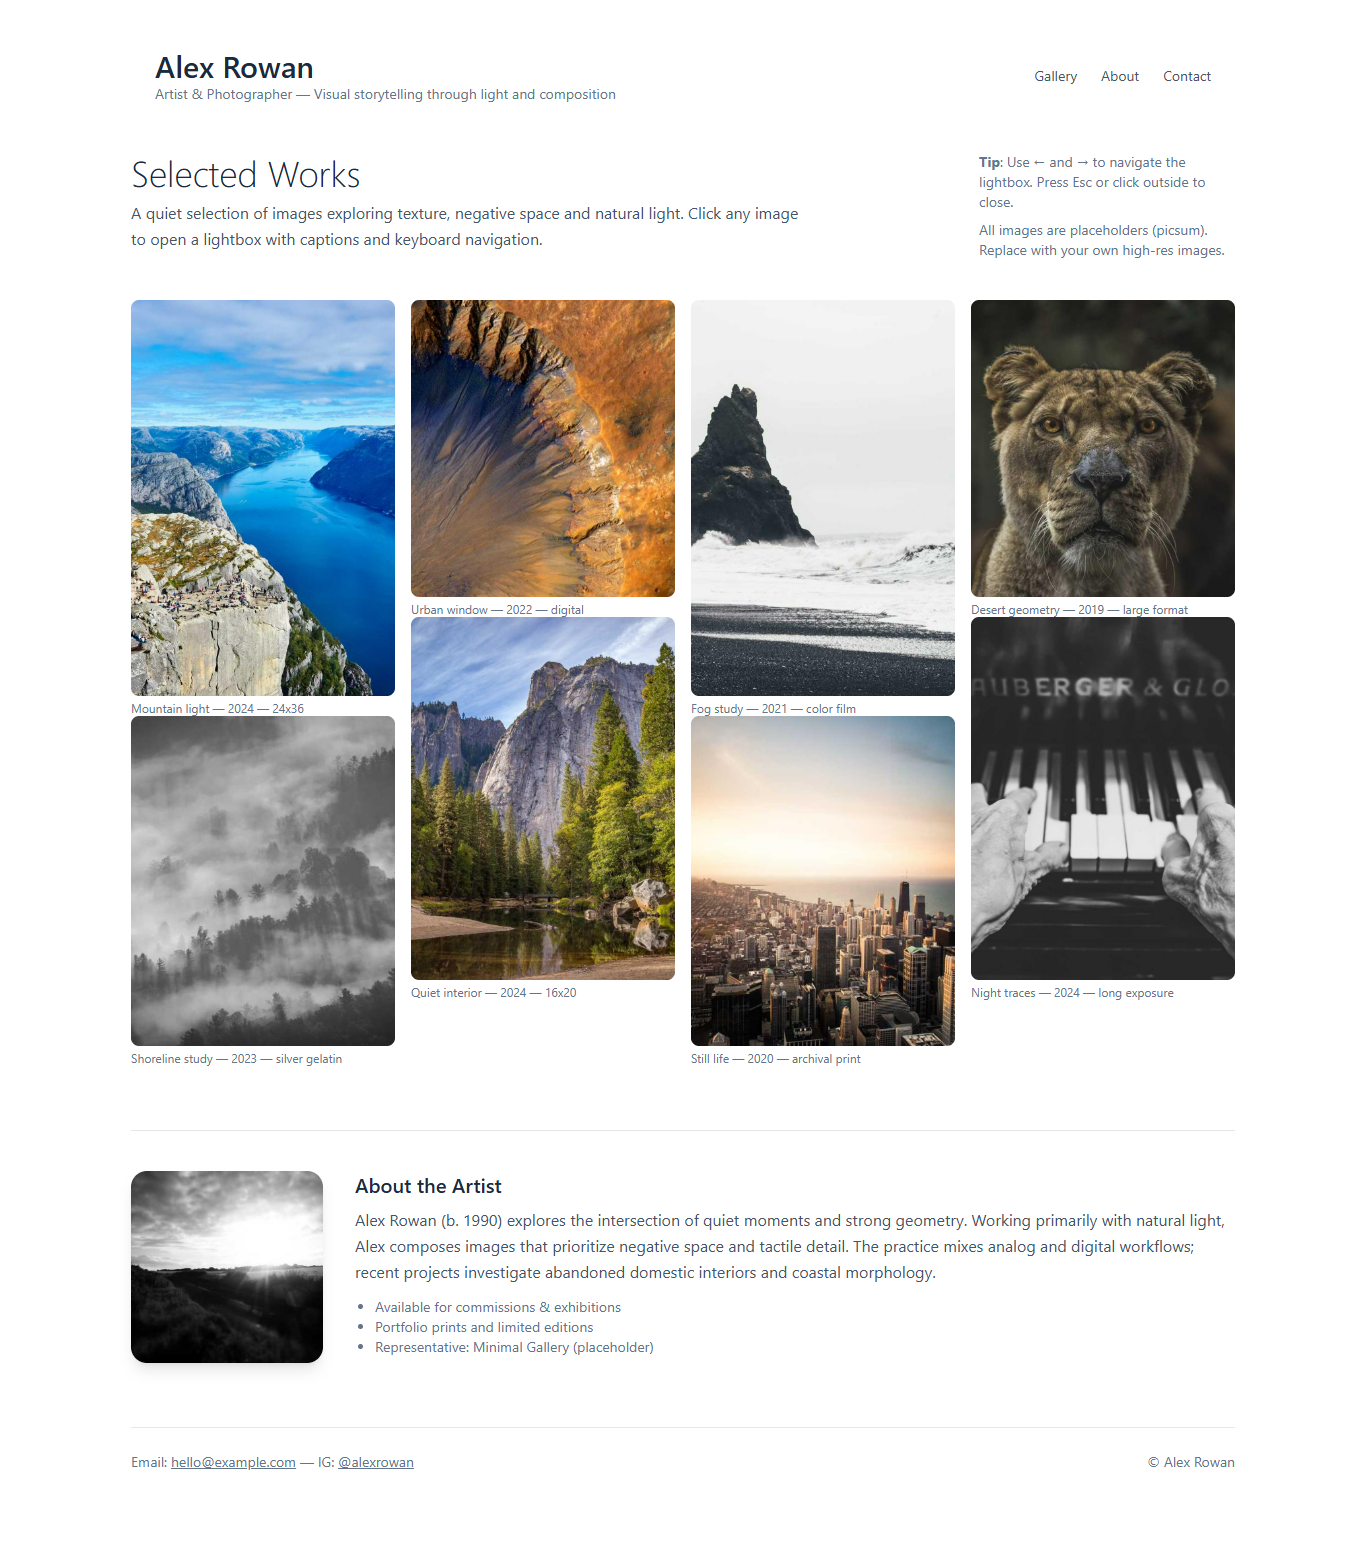 Alex Rowan
Artist & Photographer — Visual storytelling through light and composition
Gallery About Contact
Selected Works
A quiet selection of images exploring texture, negative space and natural light. Click any image
to open a lightbox with captions and keyboard navigation.
Tip: Use ← and → to navigate the
lightbox. Press Esc or click outside to
close.
All images are placeholders (picsum).
Replace with your own high-res images.
Mountain light — 2024 — 24x36
Shoreline study — 2023 — silver gelatin
Urban window — 2022 — digital
Quiet interior — 2024 — 16x20
Fog study — 2021 — color film
Still life — 2020 — archival print
Desert geometry — 2019 — large format
AUBERGER & GLO
Night traces — 2024 — long exposure
About the Artist
Alex Rowan (b. 1990) explores the intersection of quiet moments and strong geometry. Working primarily with natural light,
Alex composes images that prioritize negative space and tactile detail. The practice mixes analog and digital workflows;
recent projects investigate abandoned domestic interiors and coastal morphology.
• Available for commissions & exhibitions
• Portfolio prints and limited editions
• Representative: Minimal Gallery (placeholder)
Email: hello@example.com — IG: @alexrowan
© Alex Rowan